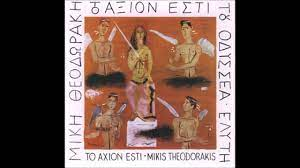 ΜΙΚΗ ΘΕΟΔΩΡΑΚΗ
ΤΟ ΑΞΙΟΝ ΕΣΤΙ
ΤΟΥ ΟΔΥΣΣΕΑ ΕΛΥΤΗ
TO AXION ESTI · MIKIS THEODORAKIS